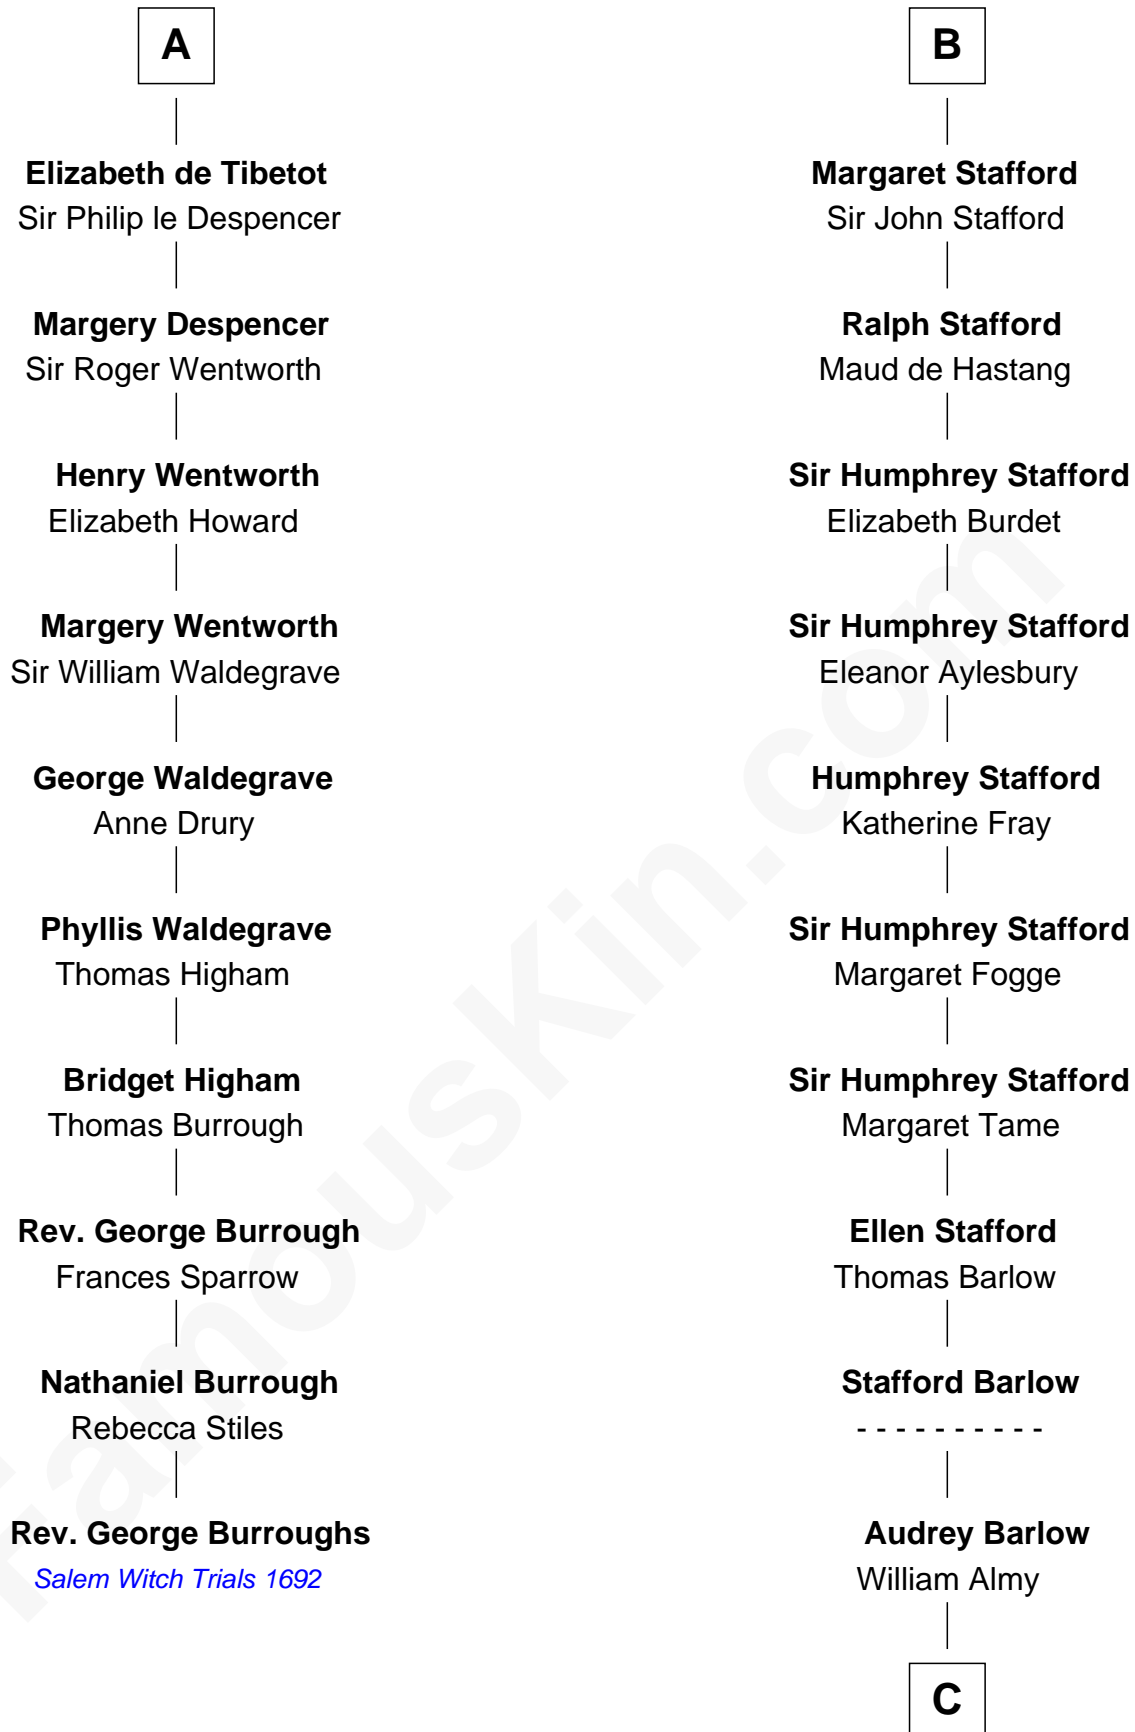 A
Elizabeth de Tibetot
Sir Philip le Despencer
Margery Despencer
Sir Roger Wentworth
Henry Wentworth
Elizabeth Howard
Margery Wentworth
Sir William Waldegrave
George Waldegrave
Anne Drury
Phyllis Waldegrave
Thomas Higham
Bridget Higham
Thomas Burrough
Rev. George Burrough
Frances Sparrow
Nathaniel Burrough
Rebecca Stiles
Rev. George Burroughs
Salem Witch Trials 1692
B
Margaret Stafford
Sir John Stafford
Ralph Stafford
Maud de Hastang
Sir Humphrey Stafford
Elizabeth Burdet
Sir Humphrey Stafford
Eleanor Aylesbury
Humphrey Stafford
Katherine Fray
Sir Humphrey Stafford
Margaret Fogge
Sir Humphrey Stafford
Margaret Tame
Ellen Stafford
Thomas Barlow
Stafford Barlow
- - - - - - - - - -
Audrey Barlow
William Almy
C
FamousKin.com